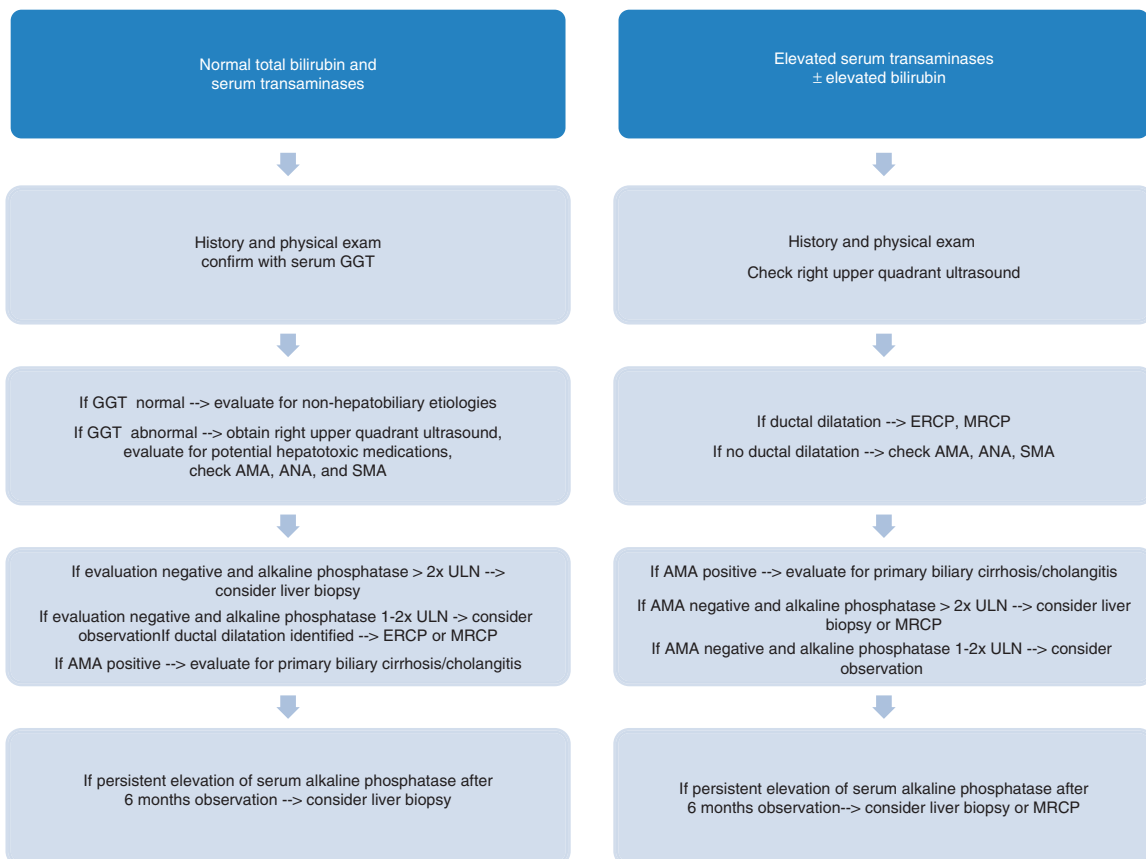 Normal total bilirubin and
serum transaminases
History and physical exam
confirm with serum GGT
If GGT normal --> evaluate for non-hepatobiliary etiologies
If GGT abnormal --> obtain right upper quadrant ultrasound,
evaluate for potential hepatotoxic medications,
check AMA, ANA, and SMA
If evaluation negative and alkaline phosphatase > 2x ULN -->
consider liver biopsy
If evaluation negative and alkaline phosphatase 1-2x ULN -> consider
observationIf ductal dilatation identified --> ERCP or MRCP
If AMA positive --> evaluate for primary biliary cirrhosis/cholangitis
If persistent elevation of serum alkaline phosphatase after
6 months observation --> consider liver biopsy
Elevated serum transaminases
± elevated bilirubin
History and physical exam
Check right upper quadrant ultrasound
If ductal dilatation --> ERCP, MRCP
If no ductal dilatation --> check AMA, ANA, SMA
If AMA positive --> evaluate for primary biliary cirrhosis/cholangitis
If AMA negative and alkaline phosphatase > 2x ULN --> consider liver
biopsy or MRCP
If AMA negative and alkaline phosphatase 1-2x ULN --> consider
observation
If persistent elevation of serum alkaline phosphatase after
6 months observation--> consider liver biopsy or MRCP